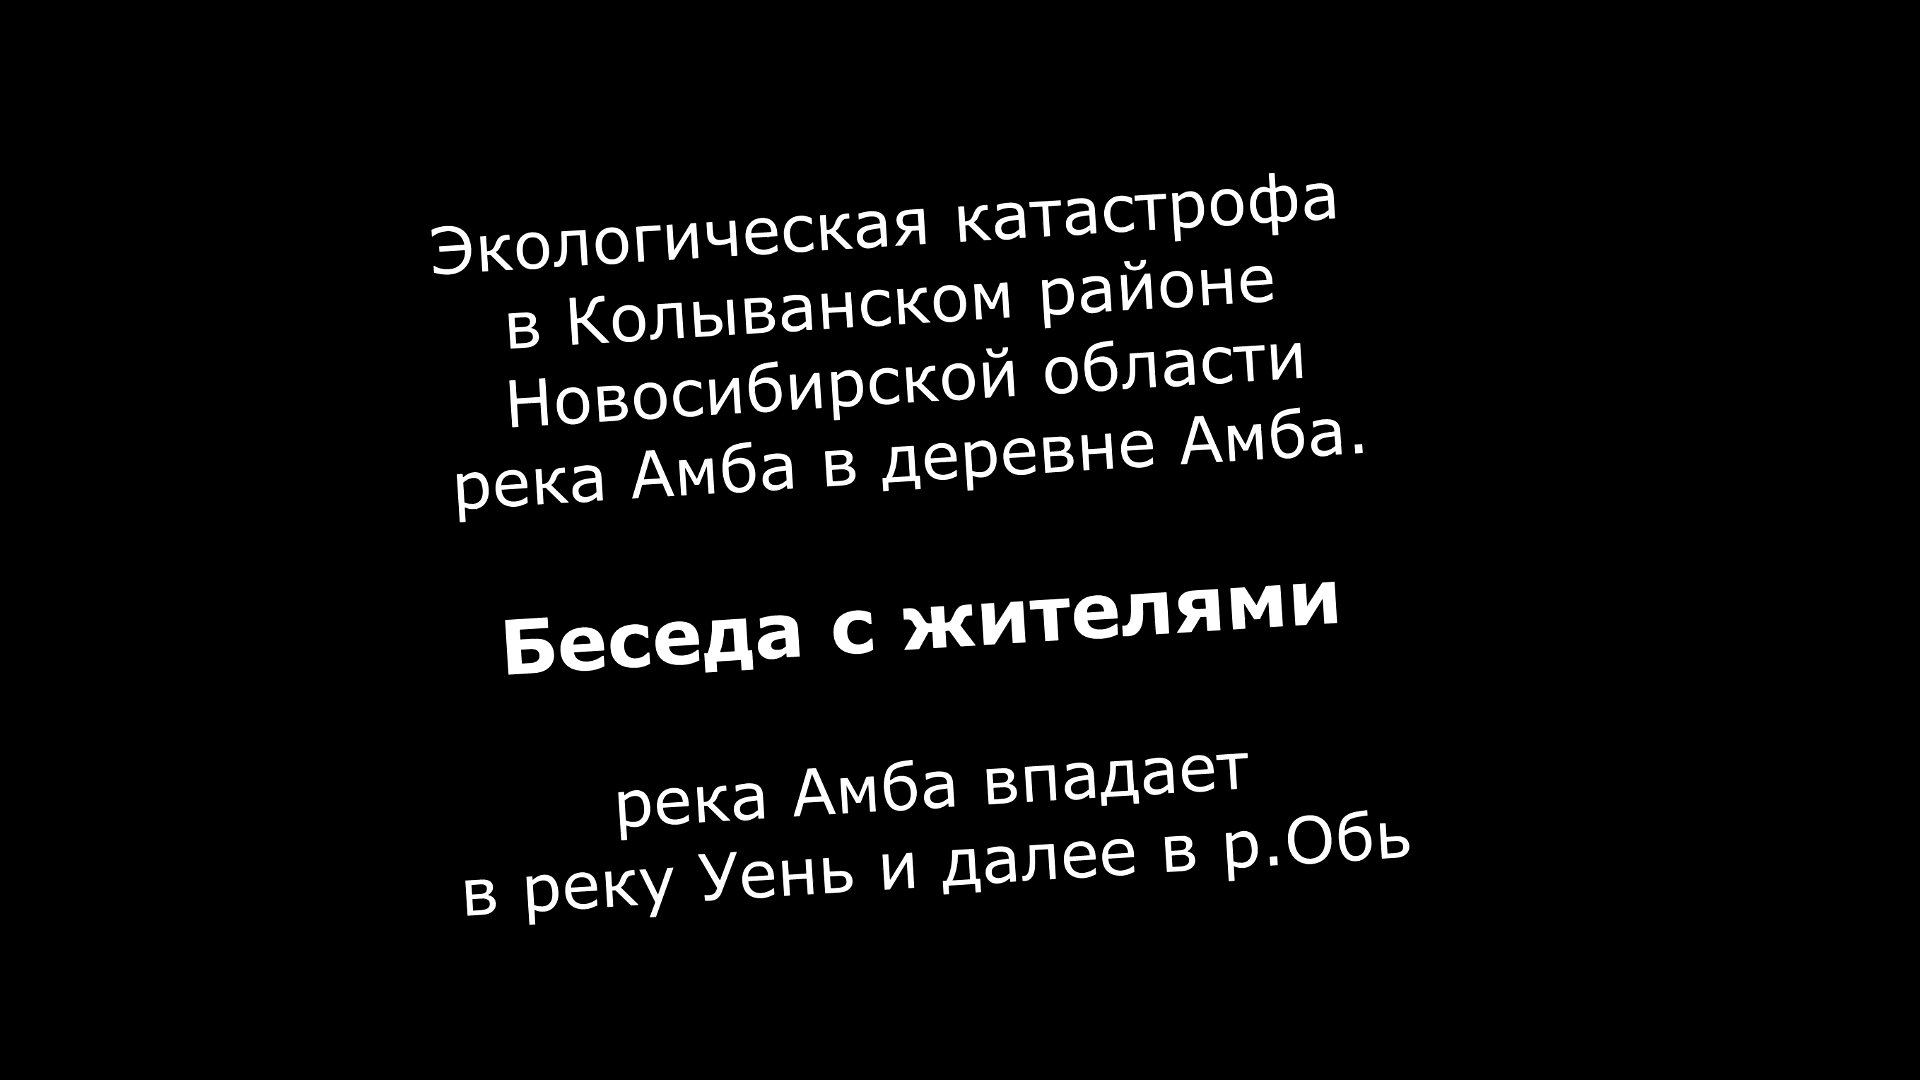 Экологическая катастрофа
в Колыванском районе
Новосибирской области
река Амба в деревне Амба.
Беседа с жителями
река Амба впадает
в реку Уень и далее в р.Обь